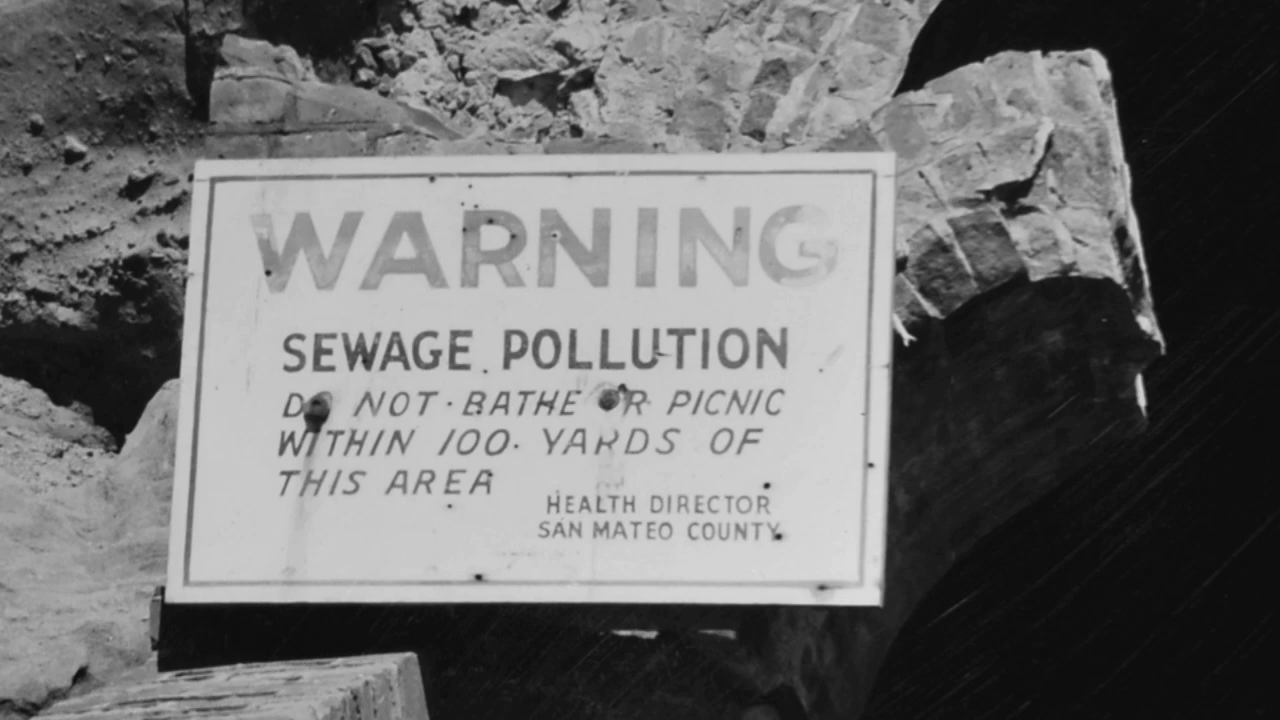 WARNING
SEWAGE POLLUTION
DO NOT BATHE OR PICNIC
WITHIN 100 YARDS OF
THIS AREA
HEALTH DIRECTOR
SAN MATEO COUNTY